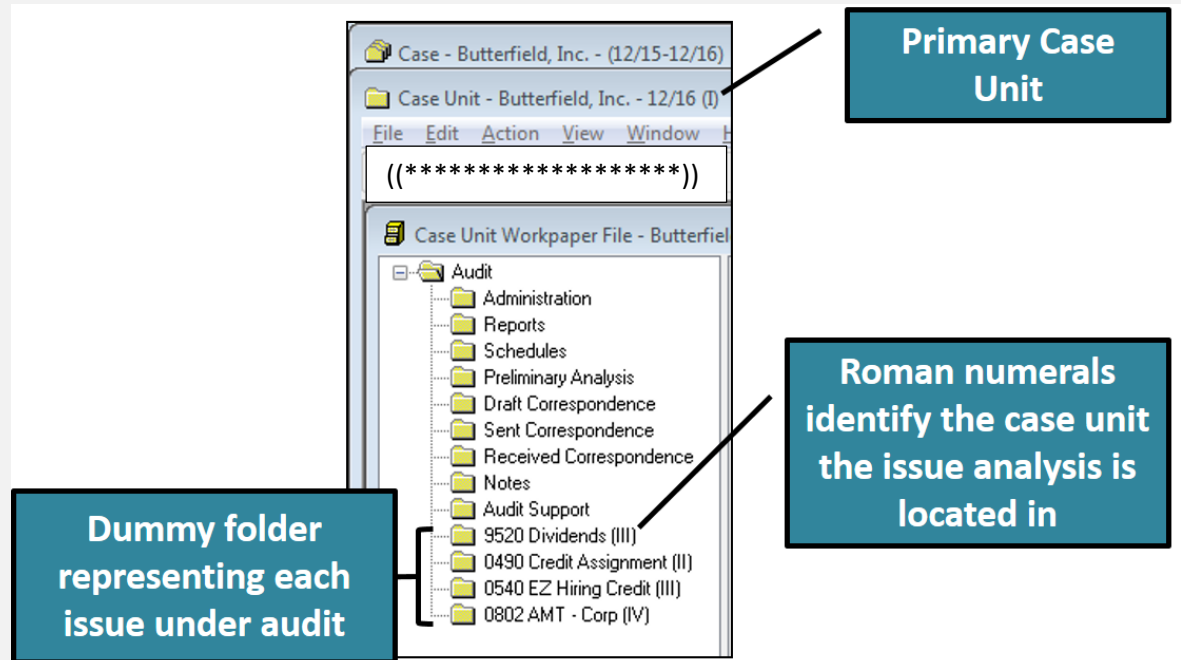 Case - Butterfield, Inc. - (12/15-12/16)
Case Unit - Butterfield, Inc. - 12/16 (I)
File Edit Action View Window H
((*******************))
Case Unit Workpaper File - Butterfiel
Audit
Administration
Reports
Schedules
Preliminary Analysis
Draft Correspondence
Sent Correspondence
Received Correspondence
Notes
Audit Support
9520 Dividends (III)
0490 Credit Assignment (II)
0540 EZ Hiring Credit (III)
0802 AMT - Corp (IV)
Primary Case
Unit
Roman numerals
identify the case unit
the issue analysis is
located in
Dummy folder
representing each
issue under audit